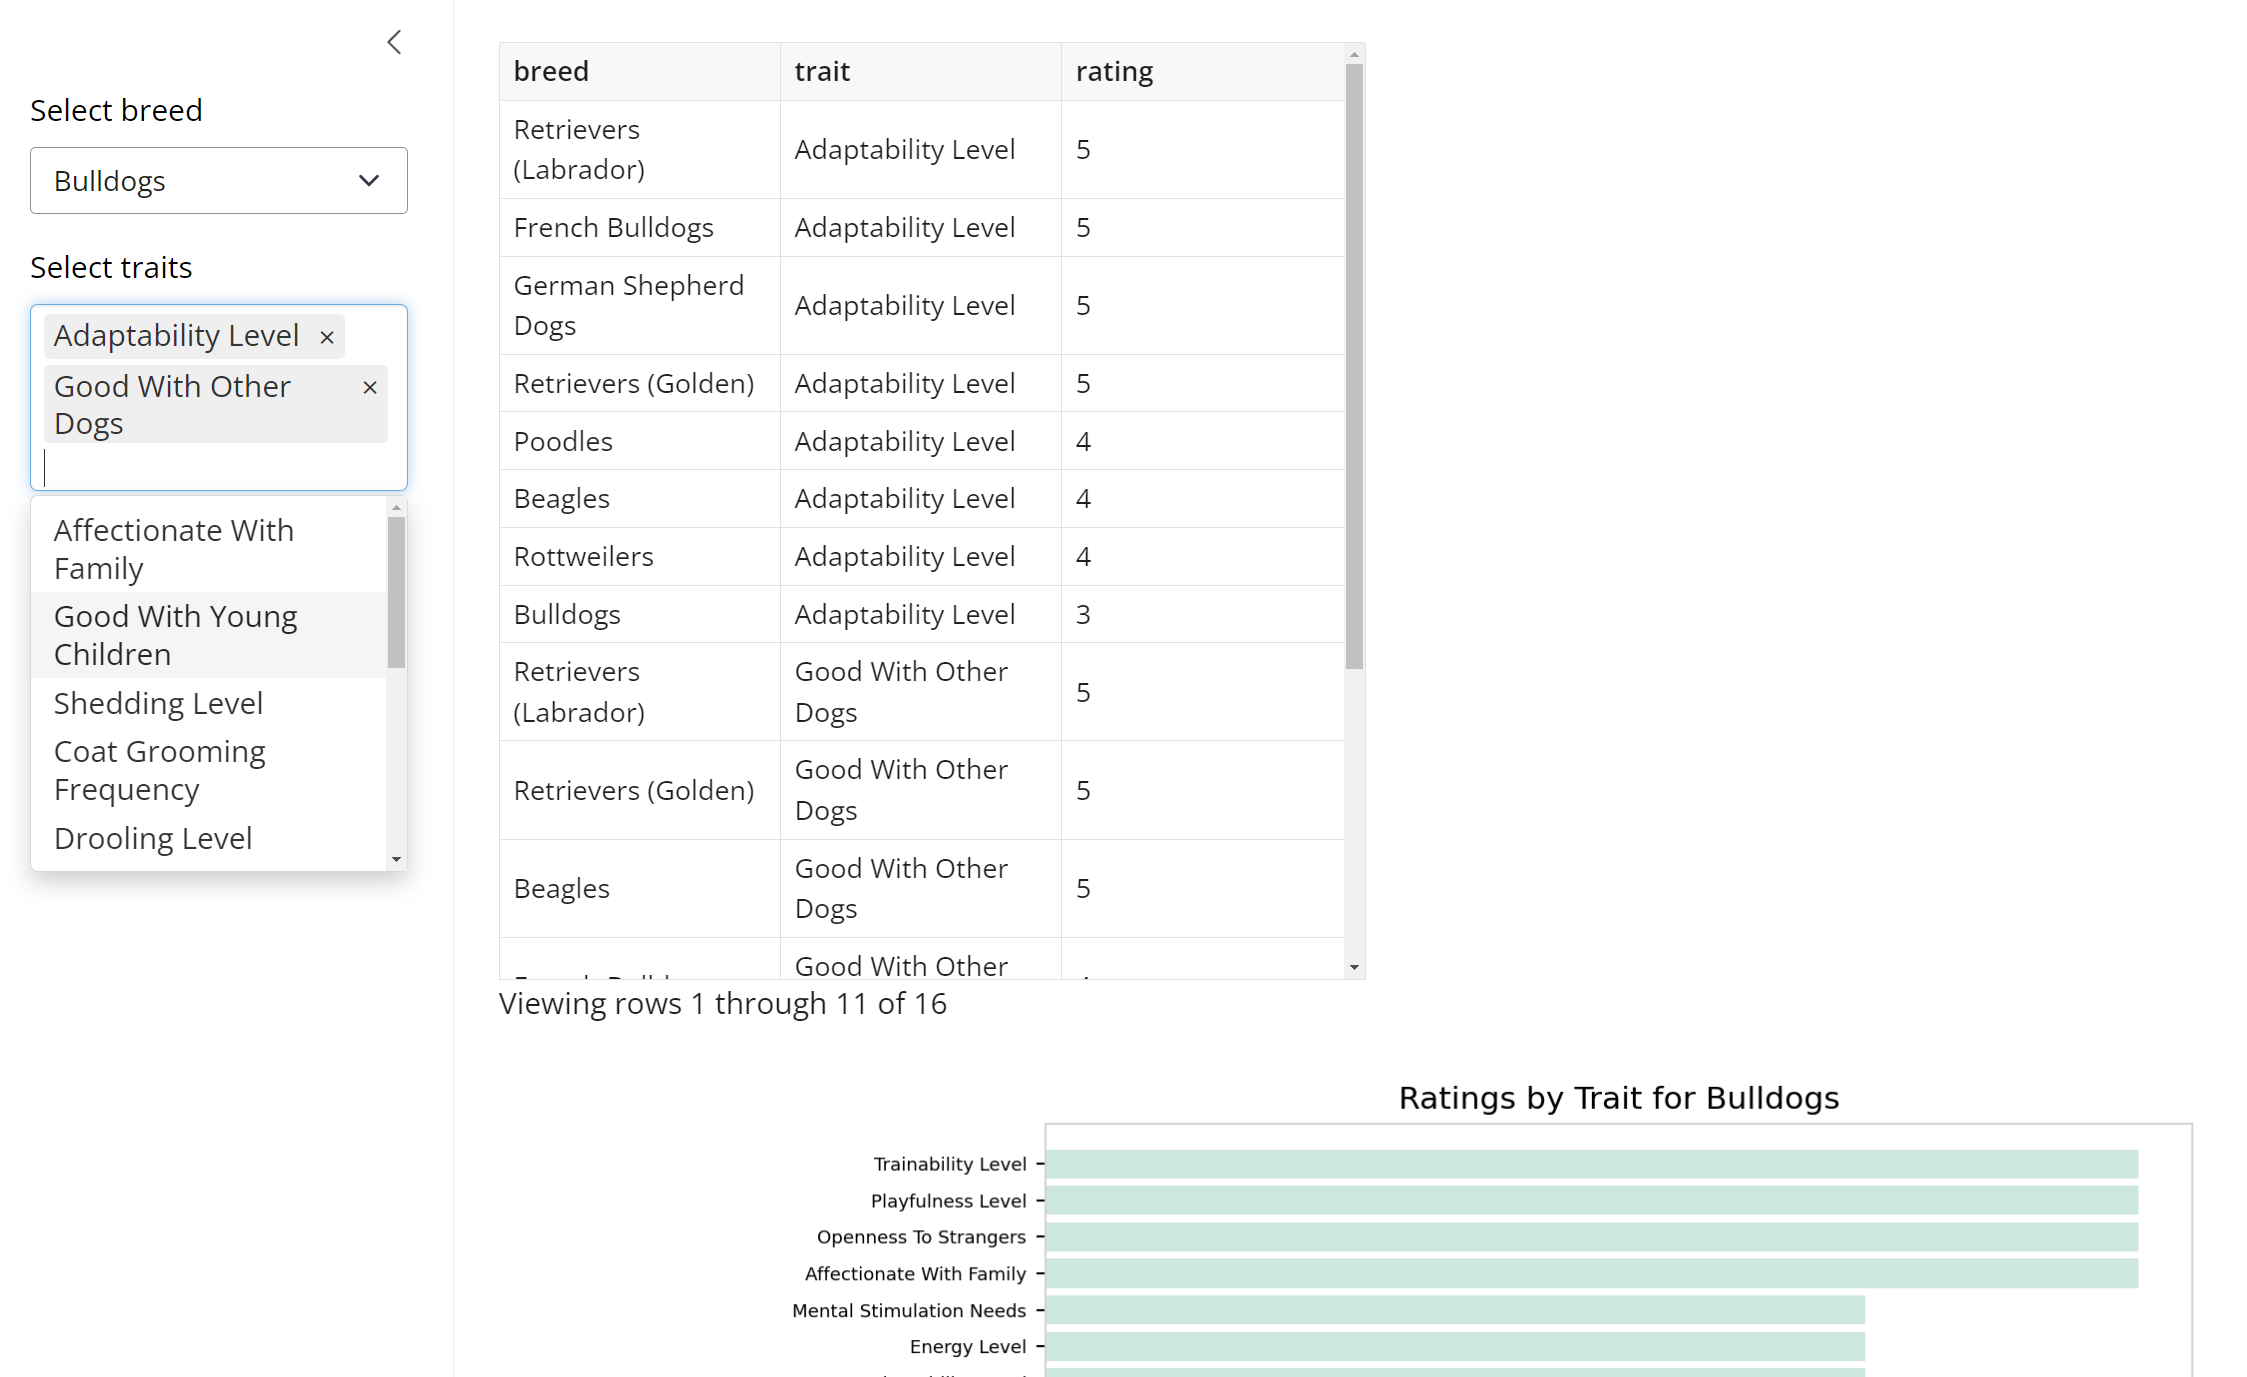 Select breed
Bulldogs
Select traits
Adaptability Level ×
Good With Other ×
Dogs
Affectionate With
Family
Good With Young
Children
Shedding Level
Coat Grooming
Frequency
Drooling Level
breed trait rating
Retrievers
(Labrador) Adaptability Level 5
French Bulldogs Adaptability Level 5
German Shepherd
Dogs Adaptability Level 5
Retrievers (Golden) Adaptability Level 5
Poodles Adaptability Level 4
Beagles Adaptability Level 4
Rottweilers Adaptability Level 4
Bulldogs Adaptability Level 3
Retrievers Good With Other
(Labrador) Dogs 5
Retrievers (Golden) Good With Other
Dogs 5
Beagles Good With Other
Dogs 5
Good With Other
Viewing rows 1 through 11 of 16
Ratings by Trait for Bulldogs
Trainability Level
Playfulness Level
Openness To Strangers
Affectionate With Family
Mental Stimulation Needs
Energy Level